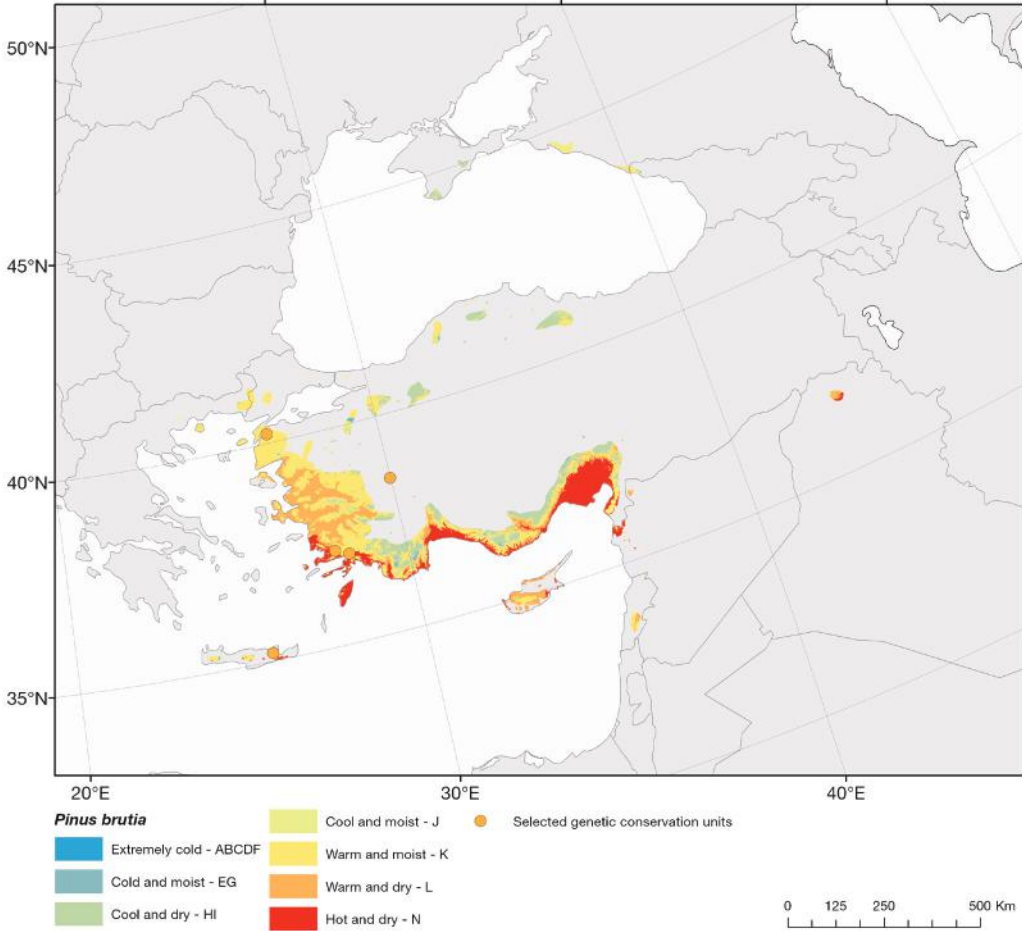 50°N
45°N
40°N
35°N
20°E
30°E
40°E
Pinus brutia
Extremely cold - ABCDF
Cold and moist - EG
Cool and dry - HI
Cool and moist - J
Warm and moist - K
Warm and dry - L
Hot and dry - N
Selected genetic conservation units
0 125 250 500 Km